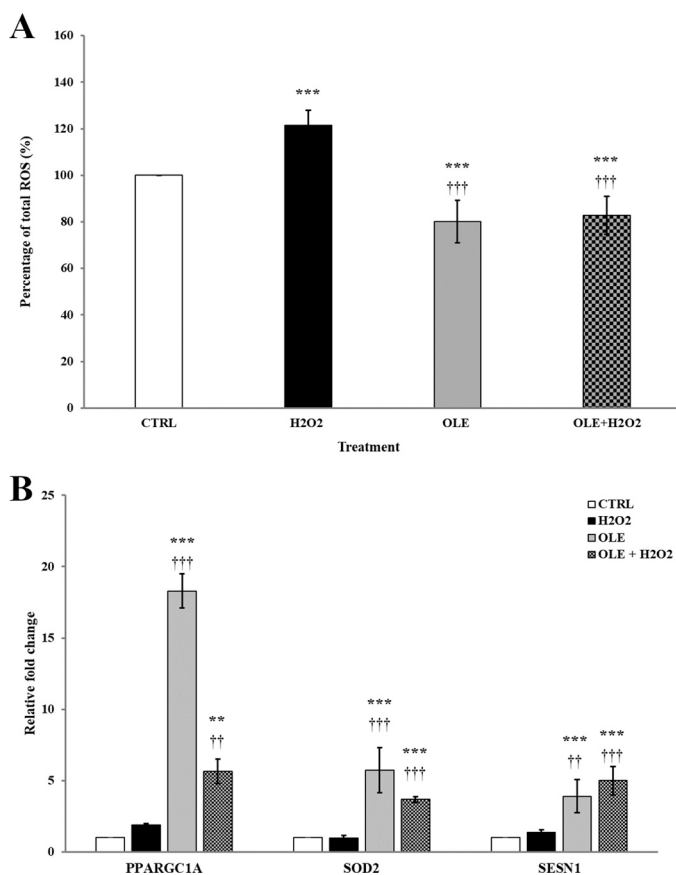 A
160
140
120
100
80
60
40
20
0
Percentage of total ROS (%)
***
***
†††
***
†††
CTRL
H2O2
OLE
OLE+H2O2
Treatment
B
25
20
15
10
5
0
Relative fold change
CTRL
H2O2
OLE
OLE + H2O2
***
†††
**
††
***
†††
***
†††
***
††
***
†††
PPARGC1A
SOD2
SESN1